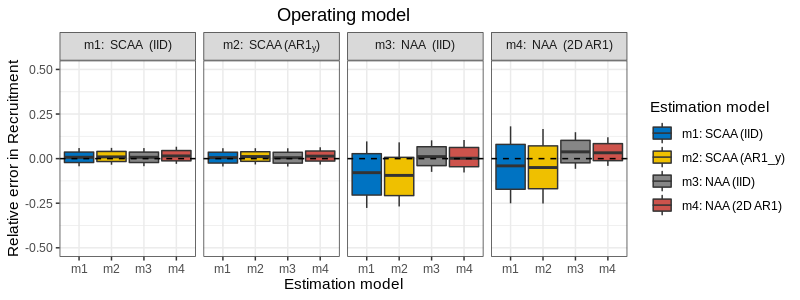 Operating model
m1: SCAA (IID)
m2: SCAA (AR1y)
m3: NAA (IID)
m4: NAA (2D AR1)
Relative error in Recruitment
0.50
0.25
0.00
-0.25
-0.50
m1 m2 m3 m4
m1 m2 m3 m4
m1 m2 m3 m4
m1 m2 m3 m4
Estimation model
Estimation model
m1: SCAA (IID)
m2: SCAA (AR1_y)
m3: NAA (IID)
m4: NAA (2D AR1)